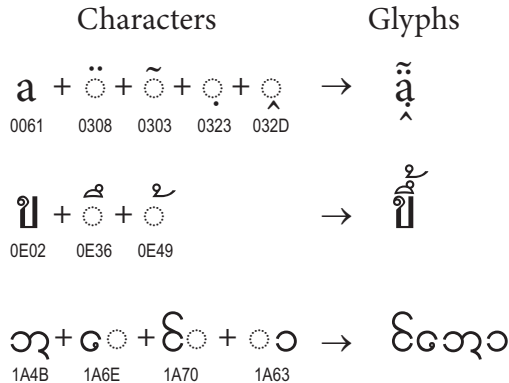 Characters Glyphs
a + ◌̈ + ◌̃ + ◌̣ + ◌̭ → ạ̭̈̃
0061 0308 0303 0323 032D
ข + ◌ึ + ◌้ → ขึ้
0E02 0E36 0E49
ᩋ + ◌ᩮ + ◌ᩰ + ◌ᩣ → ᩋᩮᩰᩣ
1A4B 1A6E 1A70 1A63